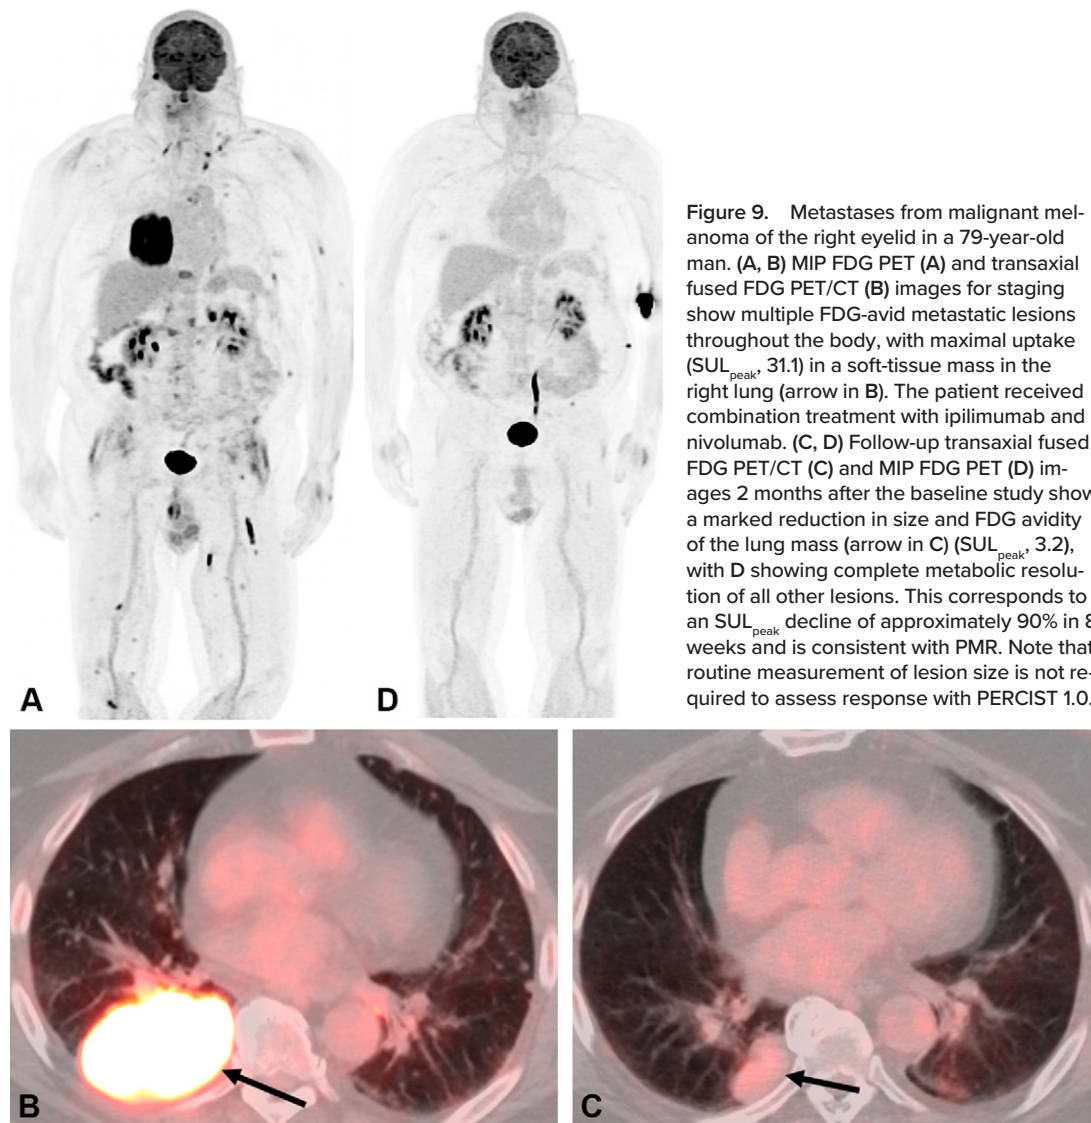 Figure 9. Metastases from malignant mel-
anoma of the right eyelid in a 79-year-old
man. (A, B) MIP FDG PET (A) and transaxial
fused FDG PET/CT (B) images for staging
show multiple FDG-avid metastatic lesions
throughout the body, with maximal uptake
(SULpeak, 31.1) in a soft-tissue mass in the
right lung (arrow in B). The patient received
combination treatment with ipilimumab and
nivolumab. (C, D) Follow-up transaxial fused
FDG PET/CT (C) and MIP FDG PET (D) im-
ages 2 months after the baseline study show
a marked reduction in size and FDG avidity
of the lung mass (arrow in C) (SULpeak, 3.2),
with D showing complete metabolic resolu-
tion of all other lesions. This corresponds to
an SULpeak decline of approximately 90% in 8
weeks and is consistent with PMR. Note that
routine measurement of lesion size is not re-
quired to assess response with PERCIST 1.0.
A
D
B
C